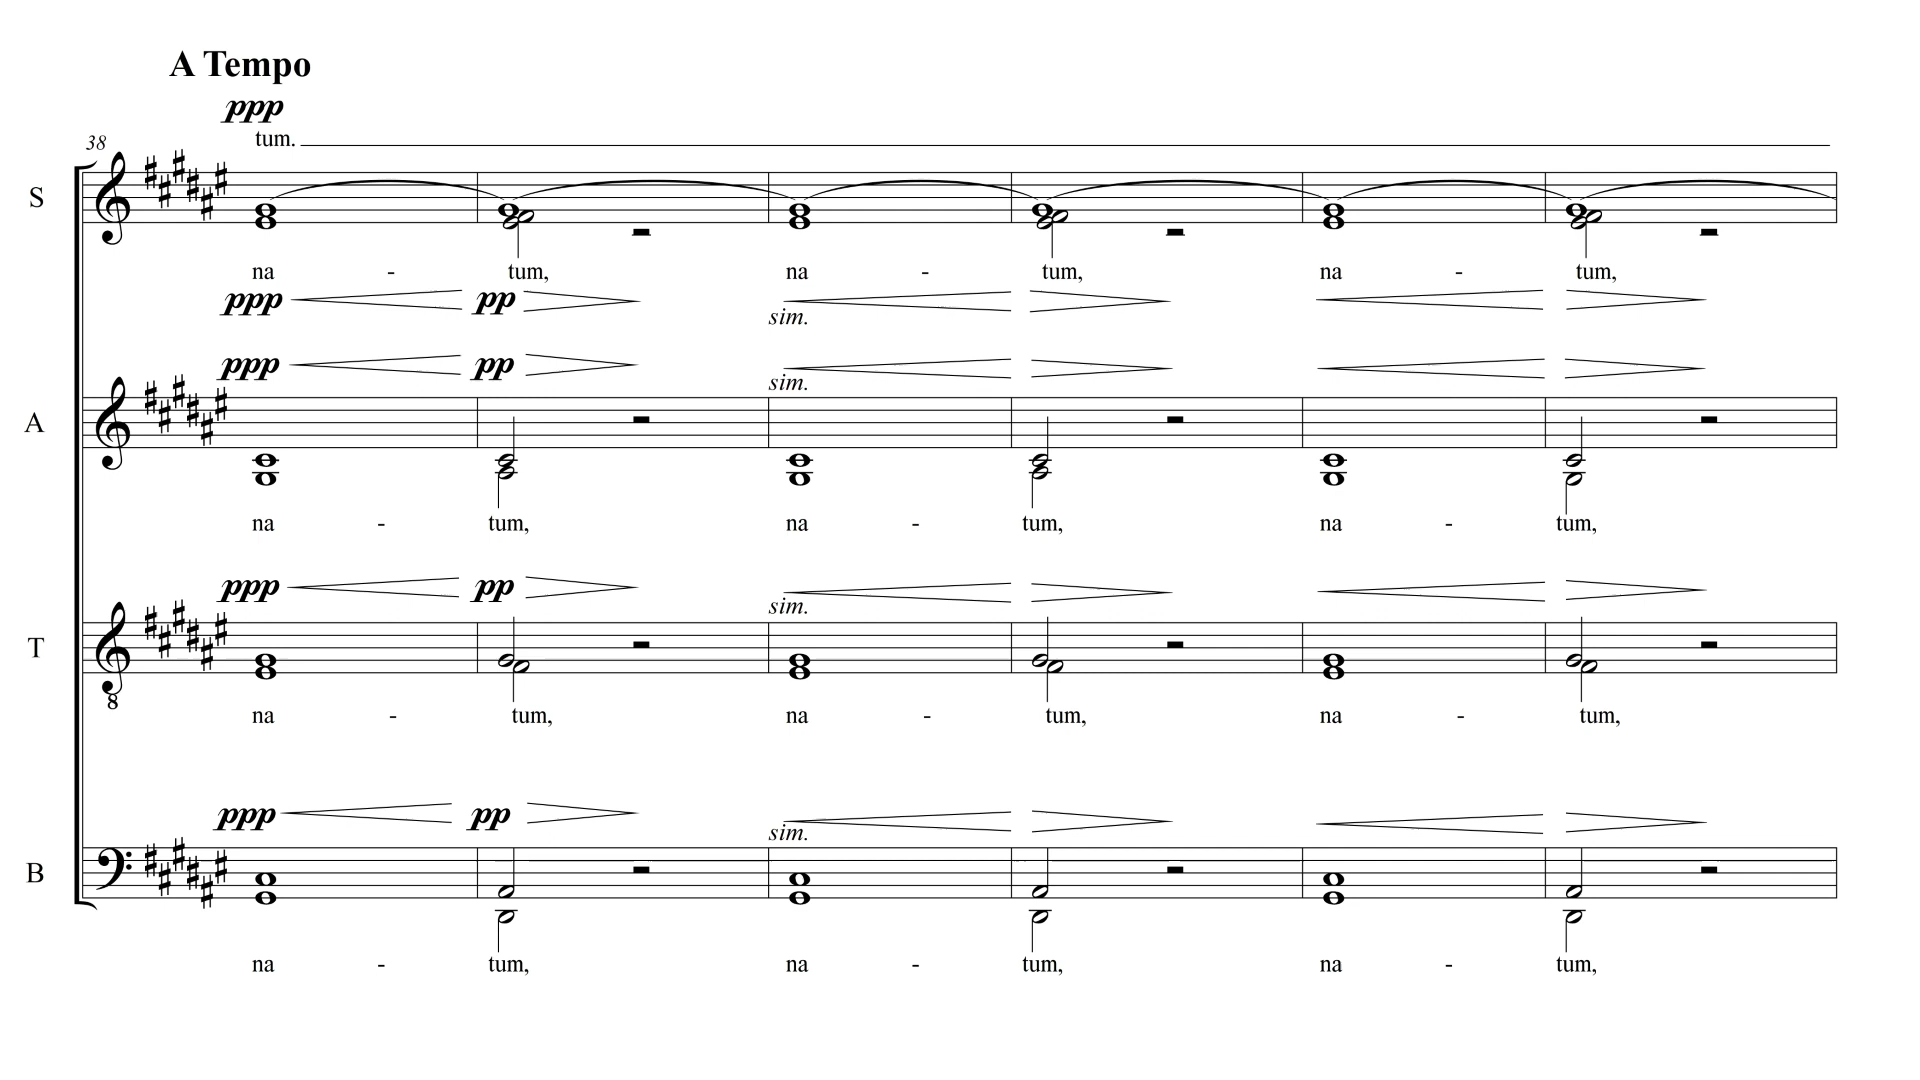 A Tempo
ppp
tum.
38
S
na - tum, na - tum, na - tum,
ppp pp
sim.
ppp pp
sim.
A
na - tum, na - tum, na - tum,
ppp pp
sim.
T
8
na - tum, na - tum, na - tum,
ppp pp
sim.
B
na - tum, na - tum, na - tum,